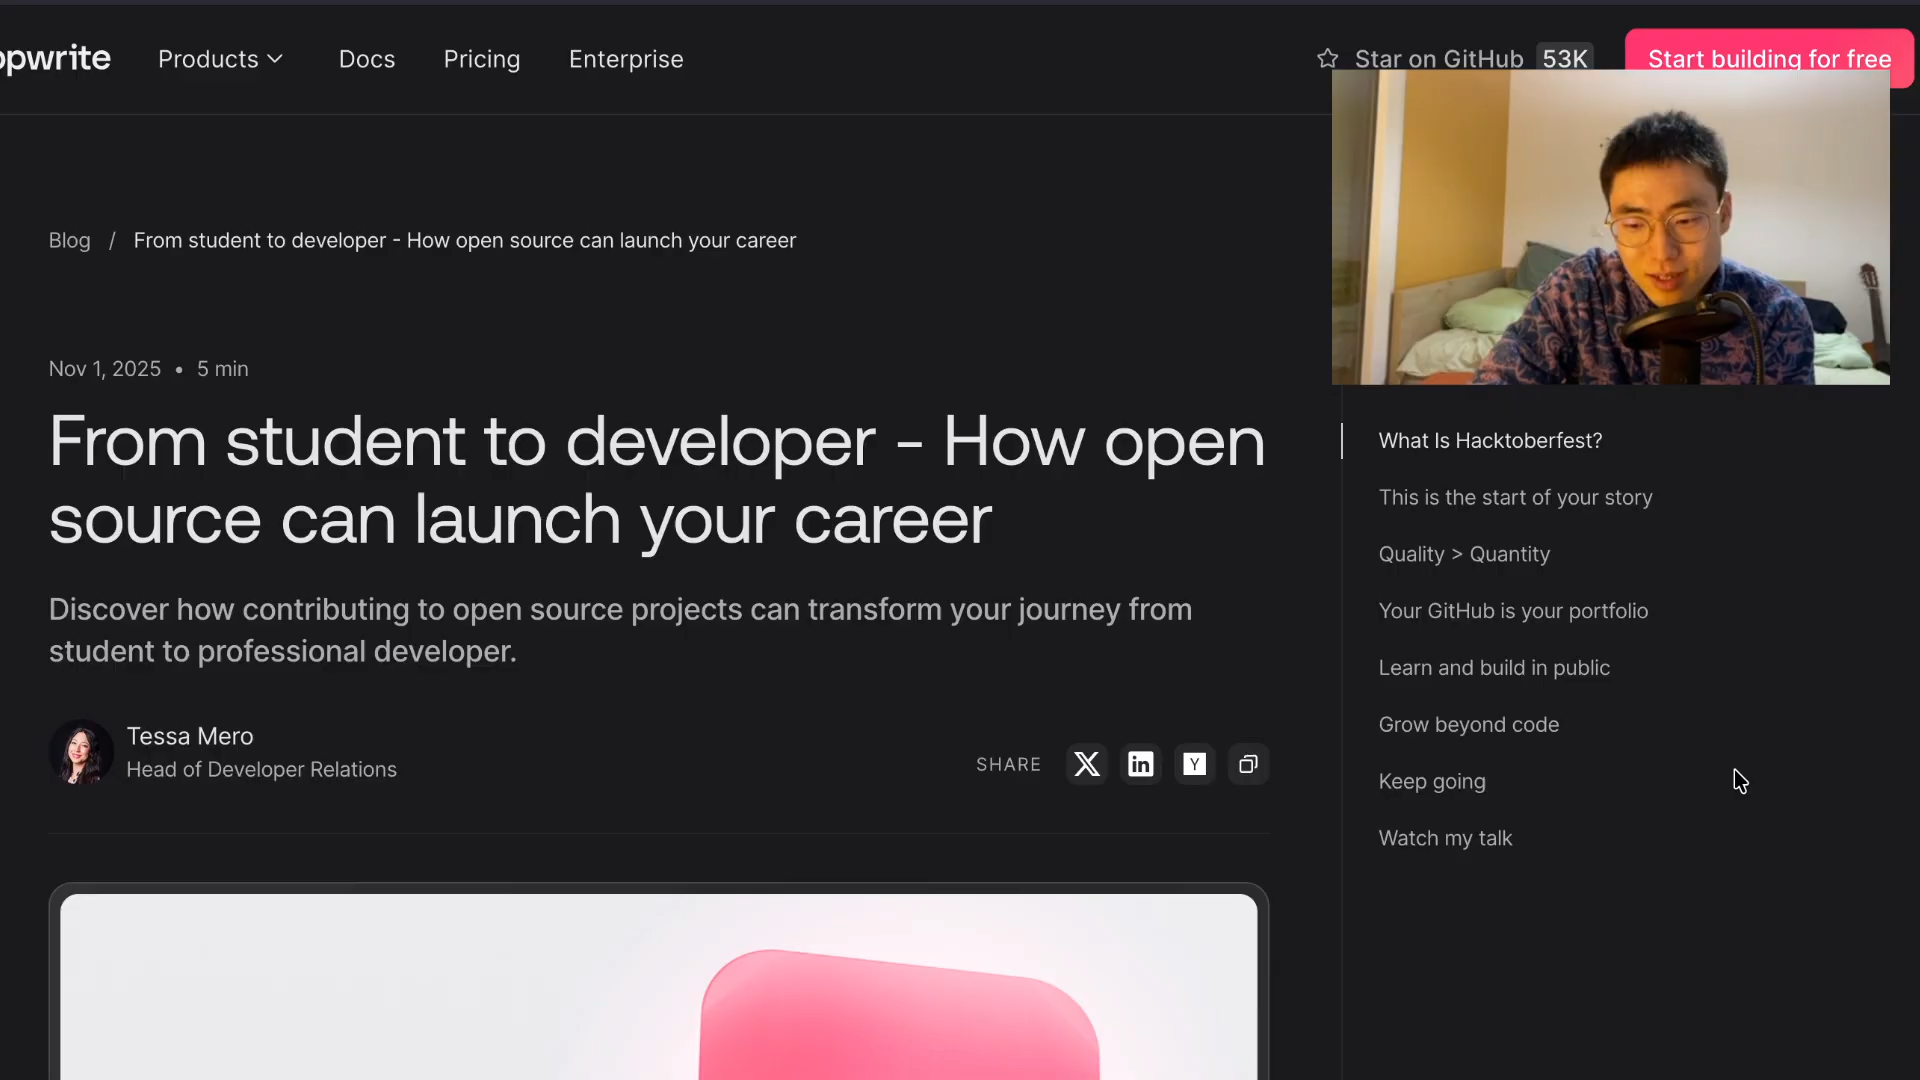 opwrite
Products
Docs
Pricing
Enterprise
Star on GitHub 53K
Start building for free
Blog / From student to developer - How open source can launch your career
Nov 1, 2025 • 5 min
From student to developer - How open
source can launch your career
Discover how contributing to open source projects can transform your journey from
student to professional developer.
Tessa Mero
Head of Developer Relations
SHARE
What Is Hacktoberfest?
This is the start of your story
Quality > Quantity
Your GitHub is your portfolio
Learn and build in public
Grow beyond code
Keep going
Watch my talk